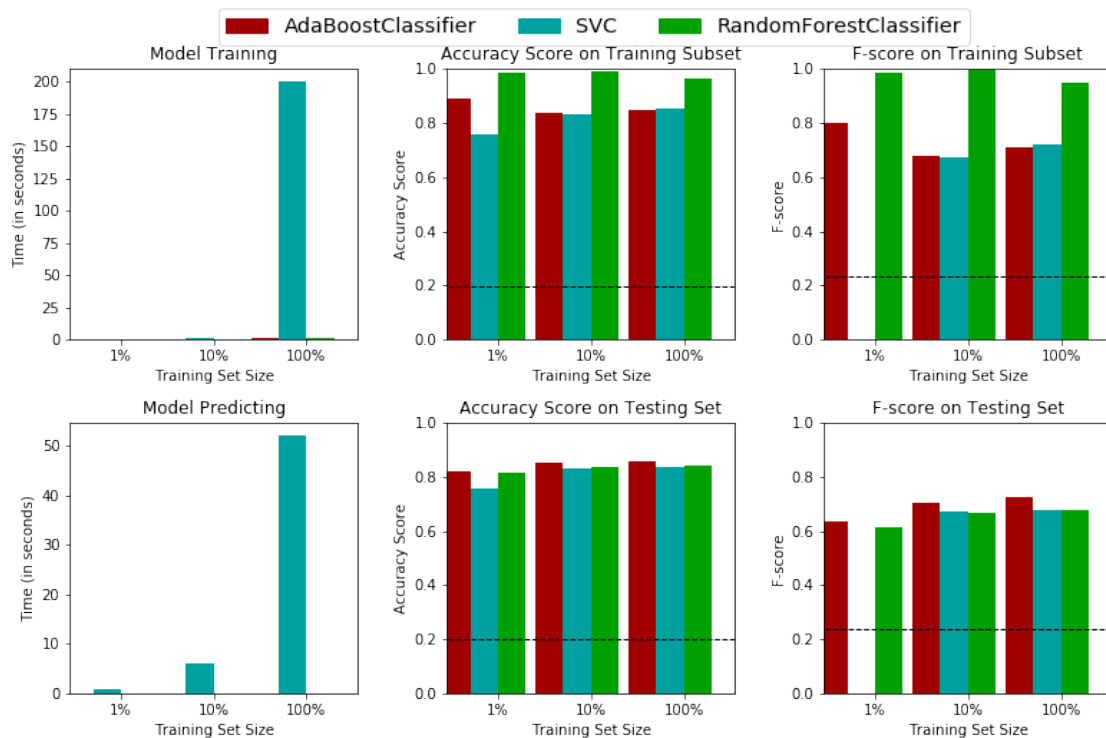 AdaBoostClassifier SVC RandomForestClassifier
Model Training
200
175
150
125
100
75
50
25
0
Time (in seconds)
1% 10% 100%
Training Set Size
Accuracy Score on Training Subset
1.0
0.8
0.6
0.4
0.2
0.0
Accuracy Score
1% 10% 100%
Training Set Size
F-score on Training Subset
1.0
0.8
0.6
0.4
0.2
0.0
F-score
1% 10% 100%
Training Set Size
Model Predicting
50
40
30
20
10
0
Time (in seconds)
1% 10% 100%
Training Set Size
Accuracy Score on Testing Set
1.0
0.8
0.6
0.4
0.2
0.0
Accuracy Score
1% 10% 100%
Training Set Size
F-score on Testing Set
1.0
0.8
0.6
0.4
0.2
0.0
F-score
1% 10% 100%
Training Set Size